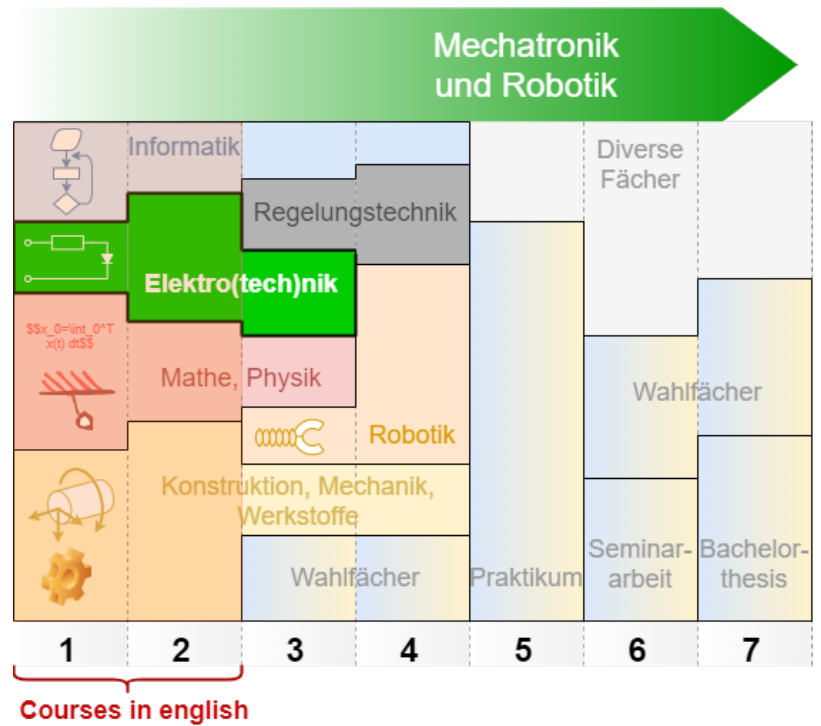 Mechatronik
und Robotik
Informatik
Diverse
Fächer
Regelungstechnik
Elektro(tech)nik
$$x_0=\int_0^T
x(t) dt$$
Mathe, Physik
Wahlfächer
Robotik
Konstruktion, Mechanik,
Werkstoffe
Wahlfächer
Praktikum
Seminar-
arbeit
Bachelor-
thesis
1 2 3 4 5 6 7
Courses in english